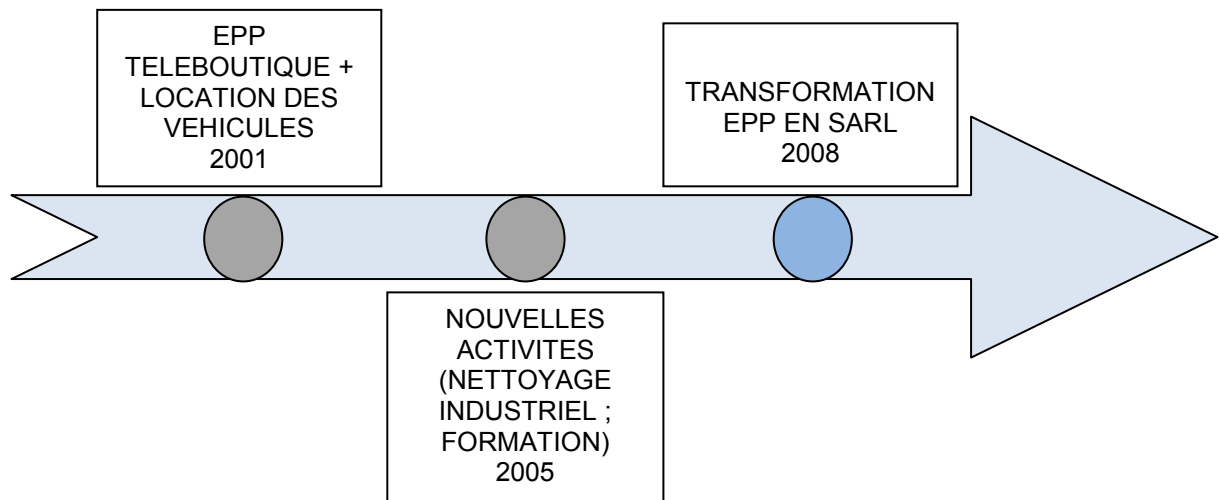 EPP
TELEBOUTIQUE +
LOCATION DES
VEHICULES
2001
NOUVELLES
ACTIVITES
(NETTOYAGE
INDUSTRIEL ;
FORMATION)
2005
TRANSFORMATION
EPP EN SARL
2008